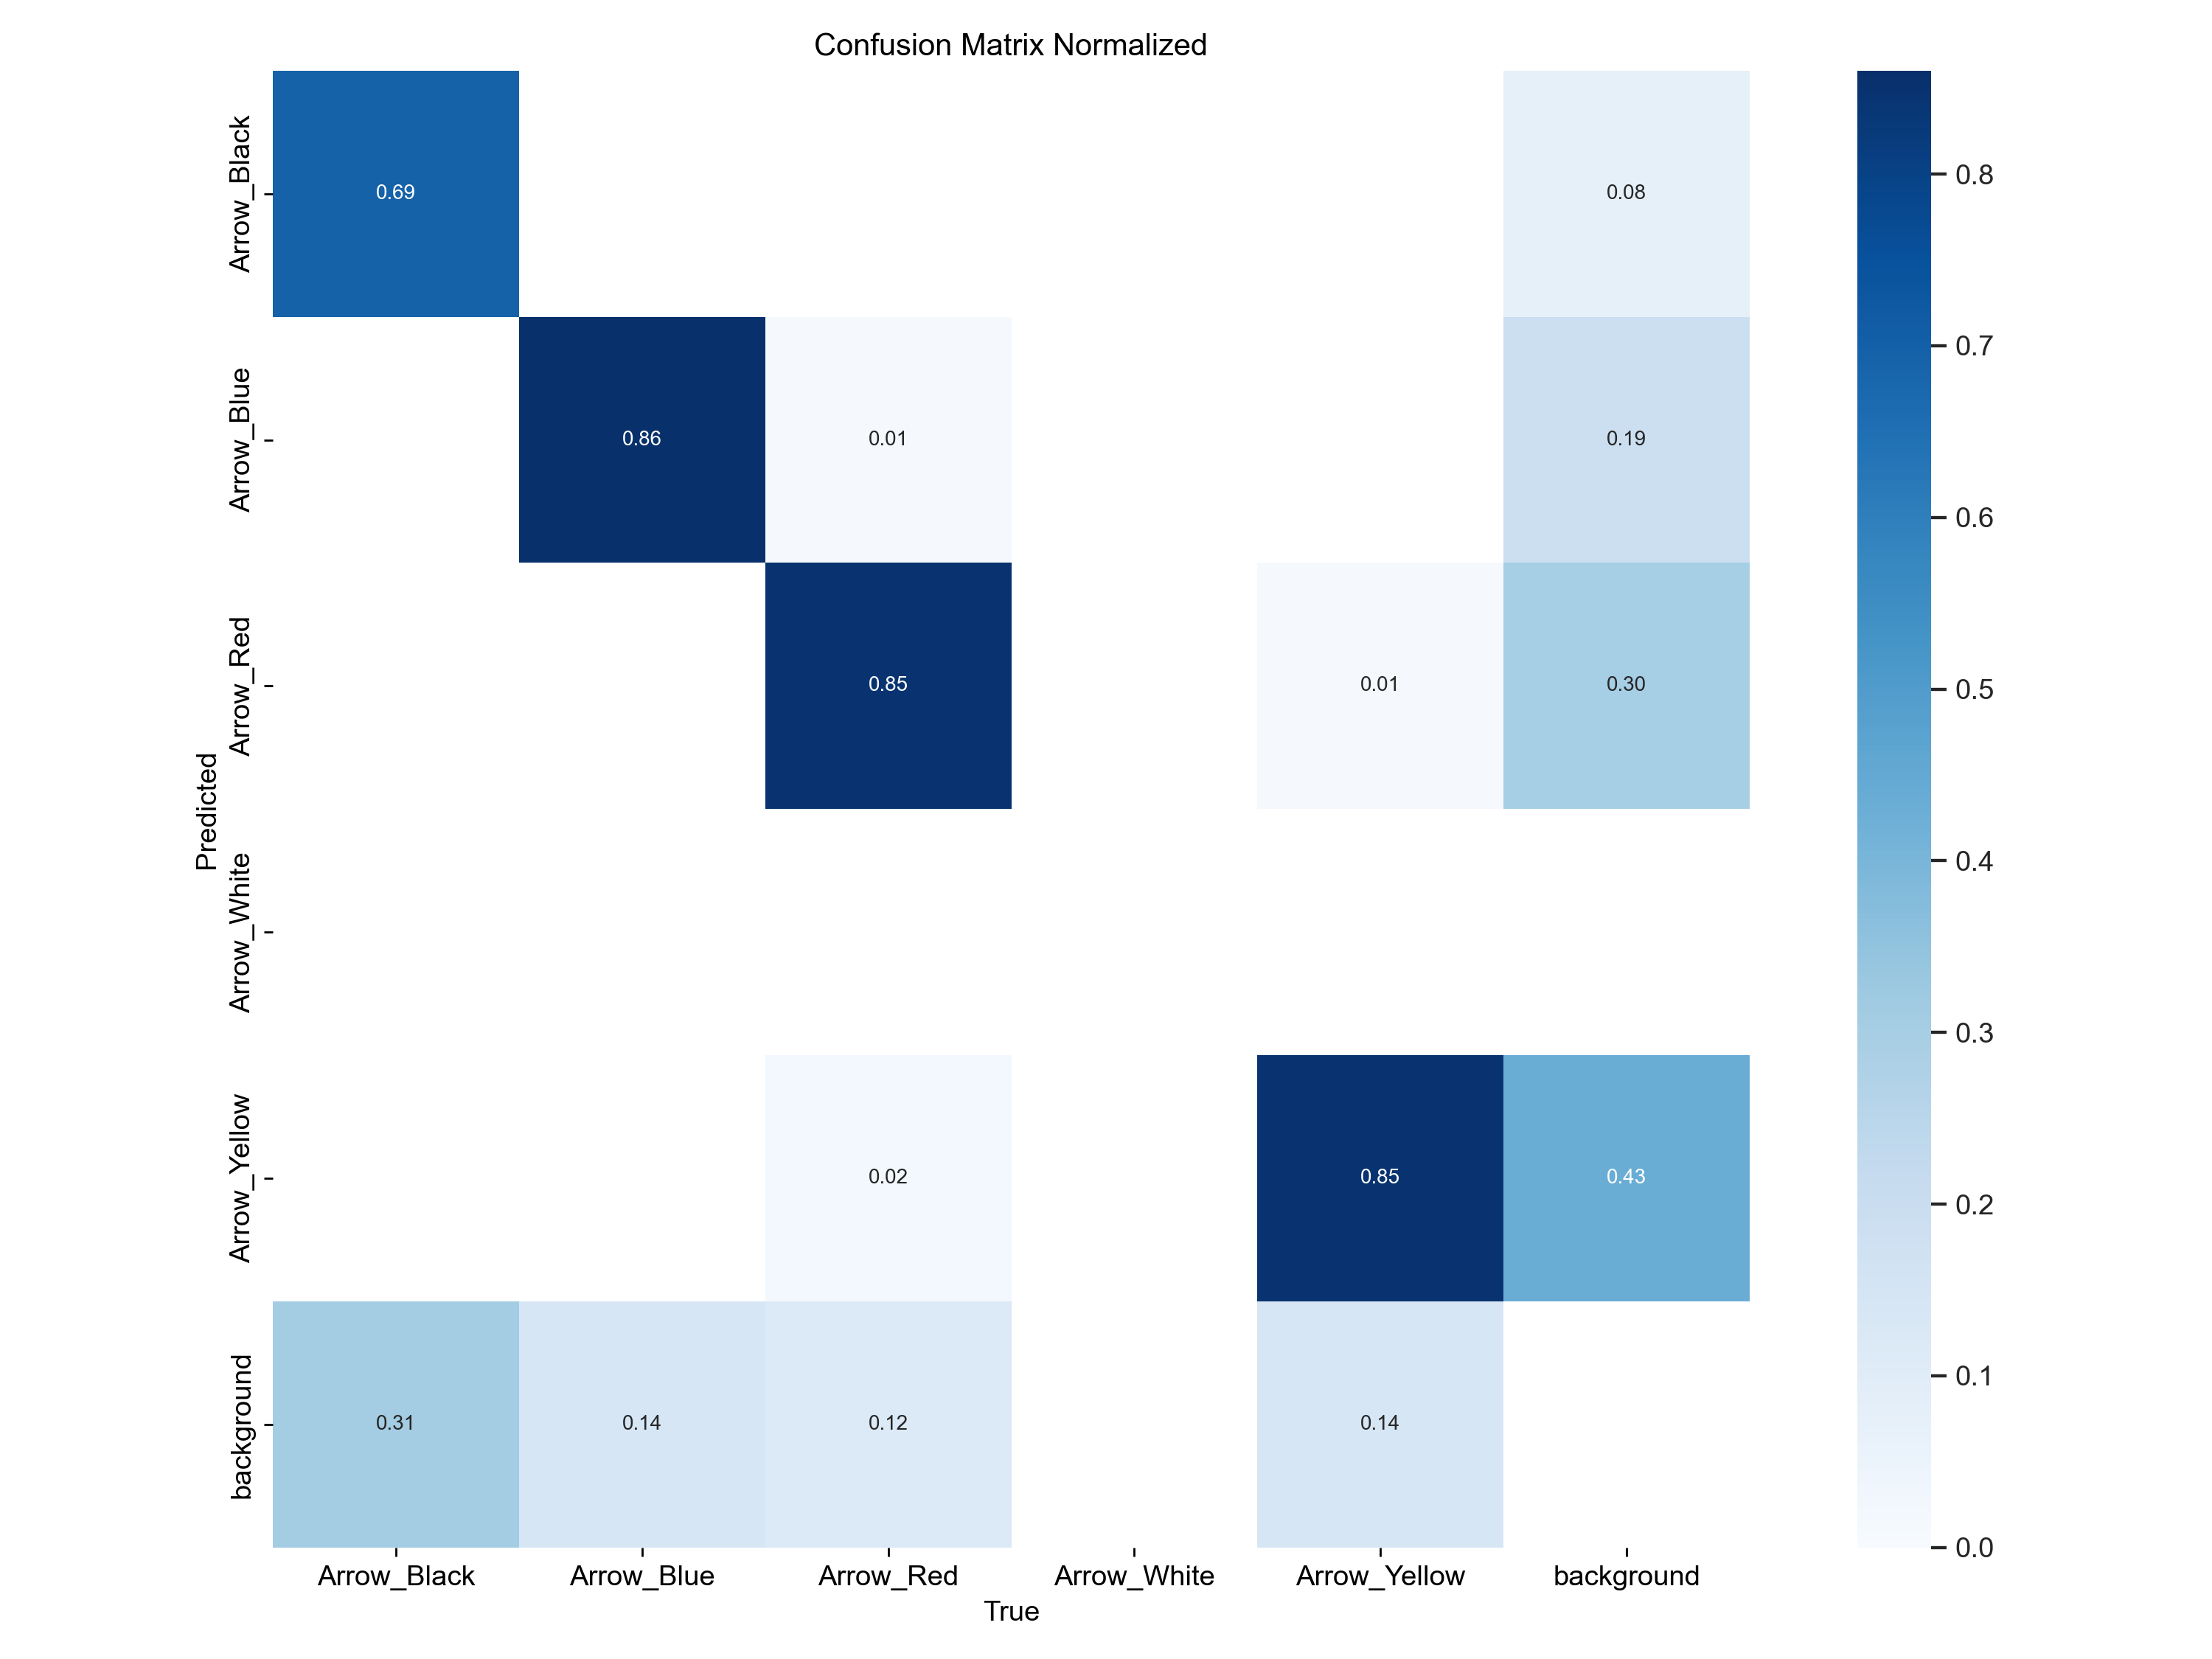 Confusion Matrix Normalized
Predicted
Arrow_Black
0.69
0.08
Arrow_Blue
0.86
0.01
0.19
Arrow_Red
0.85
0.01
0.30
Arrow_White
Arrow_Yellow
0.02
0.85
0.43
background
0.31
0.14
0.12
0.14
Arrow_Black
Arrow_Blue
Arrow_Red
Arrow_White
Arrow_Yellow
background
True
0.8
0.7
0.6
0.5
0.4
0.3
0.2
0.1
0.0